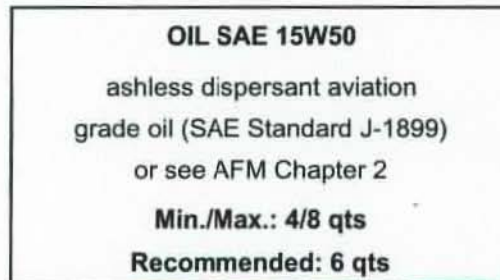 OIL SAE 15W50
ashless dispersant aviation
grade oil (SAE Standard J-1899)
or see AFM Chapter 2
Min./Max.: 4/8 qts
Recommended: 6 qts